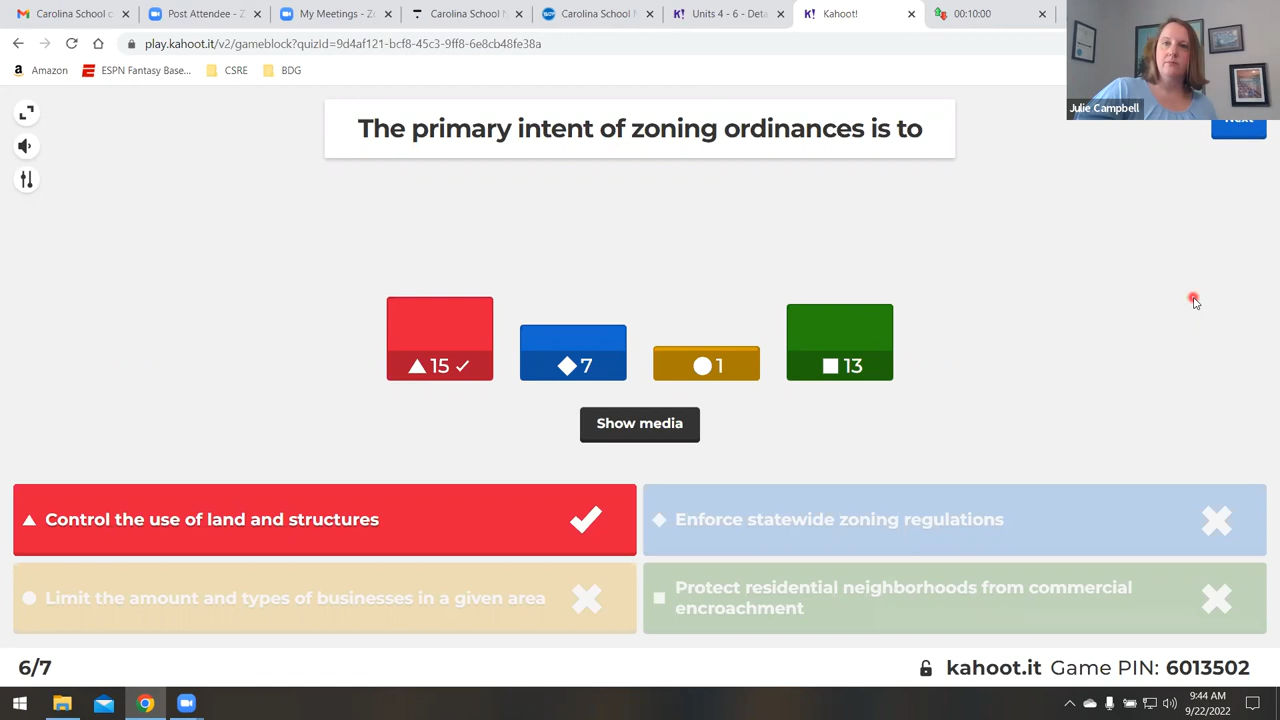 Carolina School o
Post Attendee - Z
My Meetings - Zo
Carolina School N
Carolina School N
Units 4 - 6 - Deta
Kahoot!
00:10:00
play.kahoot.it/v2/gameblock?quizId=9d4af121-bcf8-45c3-9ff8-6e8cb48fe38a
Amazon
ESPN Fantasy Base...
CSRE
BDG
Julie Campbell
The primary intent of zoning ordinances is to
Next
15
7
1
13
Show media
Control the use of land and structures
Enforce statewide zoning regulations
Limit the amount and types of businesses in a given area
Protect residential neighborhoods from commercial
encroachment
6/7
kahoot.it Game PIN: 6013502
9:44 AM
9/22/2022